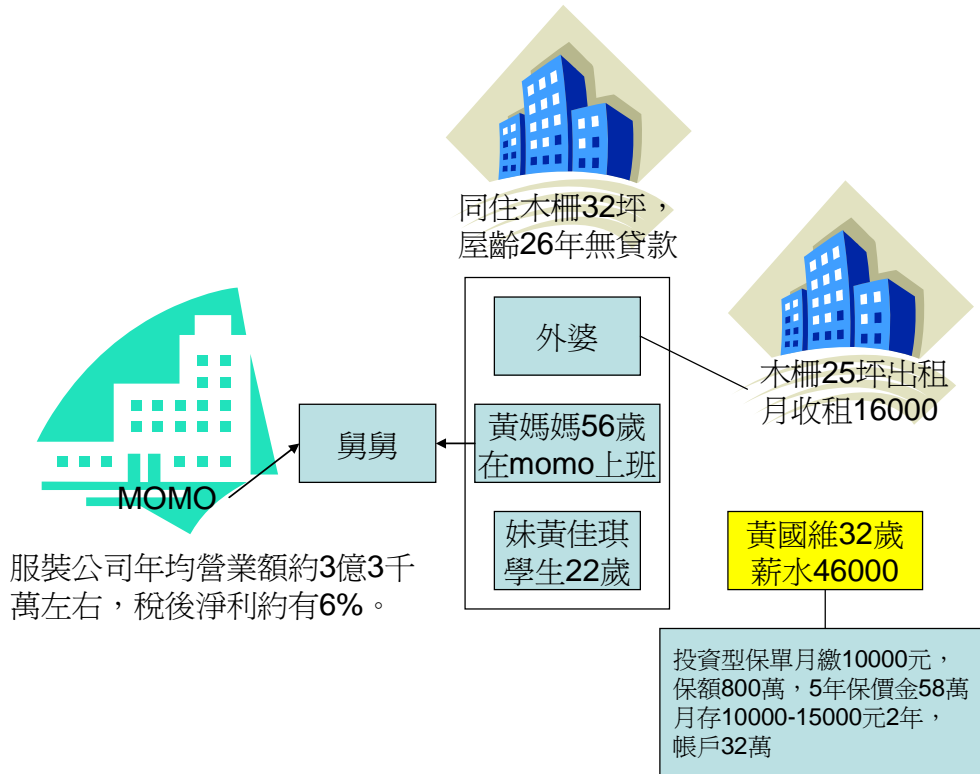 同住木柵32坪，
屋齡26年無貸款
外婆
木柵25坪出租
月收租16000
舅舅
黃媽媽56歲
在momo上班
MOMO
妹黃佳琪
學生22歲
黃國維32歲
薪水46000
服裝公司年均營業額約3億3千
萬左右，稅後淨利約有6%。
投資型保單月繳10000元，
保額800萬，5年保價金58萬
月存10000-15000元2年，
帳戶32萬